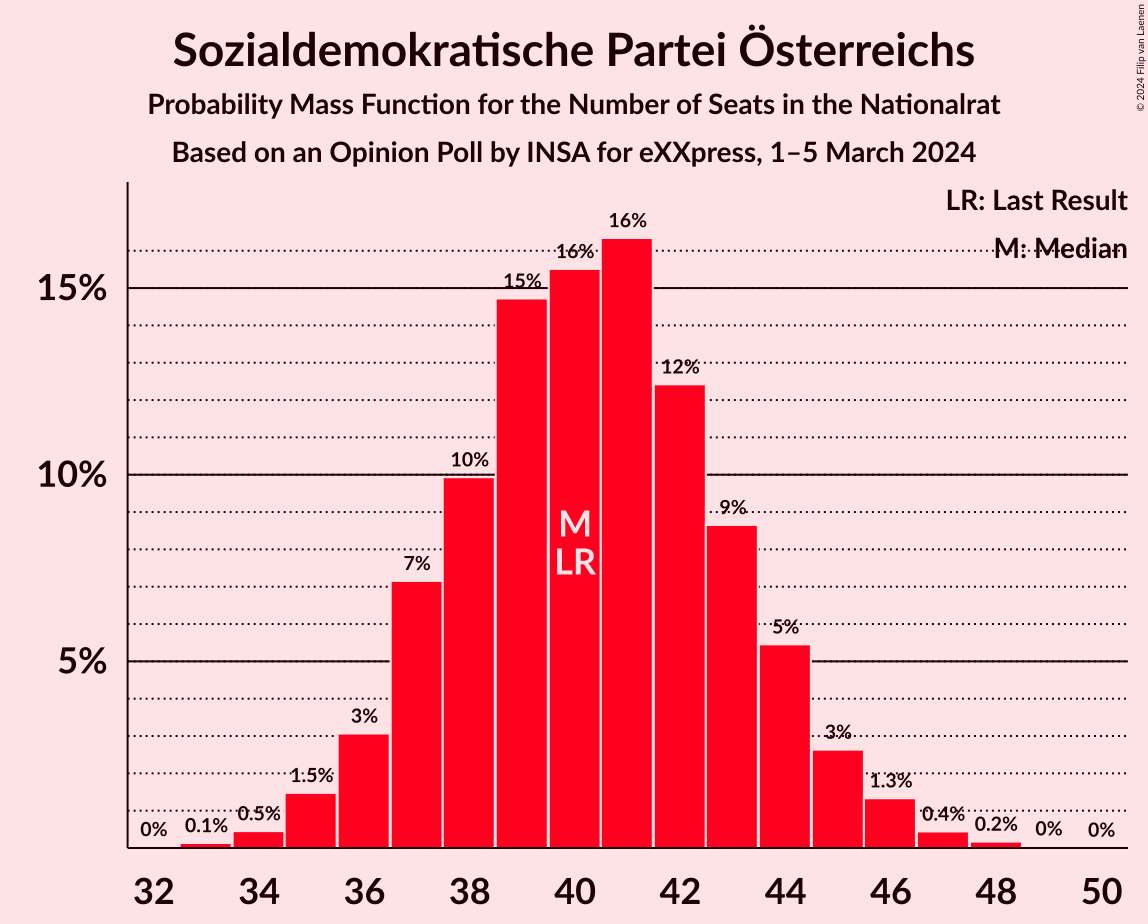 Sozialdemokratische Partei Österreichs
Probability Mass Function for the Number of Seats in the Nationalrat
Based on an Opinion Poll by INSA for eXXpress, 1–5 March 2024
© 2024 Filip van Laenen
LR: Last Result
M: Median
15%
10%
5%
0%
0.1%
0.5%
1.5%
3%
7%
10%
15%
16%
16%
12%
9%
5%
3%
1.3%
0.4%
0.2%
0%
0%
M
LR
32 34 36 38 40 42 44 46 48 50